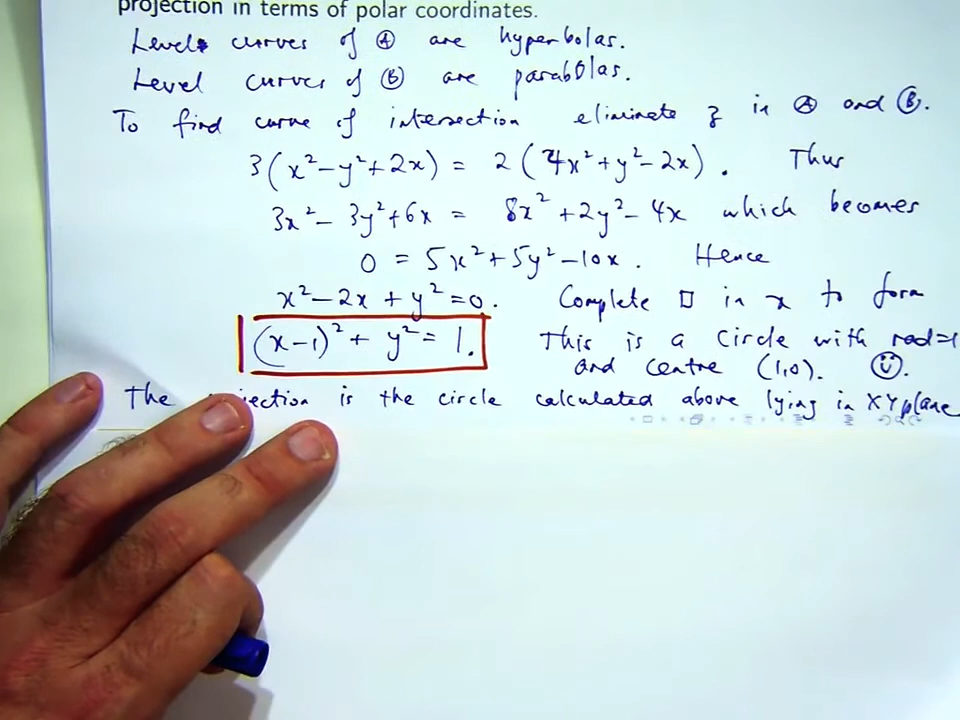 projection in terms of polar coordinates.
Level curves of Ⓐ are hyperbolas.
Level curves of Ⓑ are parabolas.
To find curve of intersection eliminate z in Ⓐ and Ⓑ.
3(x²-y²+2x) = 2(4x²+y²-2x). Thus
3x²-3y²+6x = 8x²+2y²-4x which becomes
0 = 5x²+5y²-10x. Hence
x²-2x+y²=0. Complete □ in x to form
(x-1)²+ y²= 1. This is a circle with rad=1
and centre (1,0).
The is the circle calculated above lying in XY plane